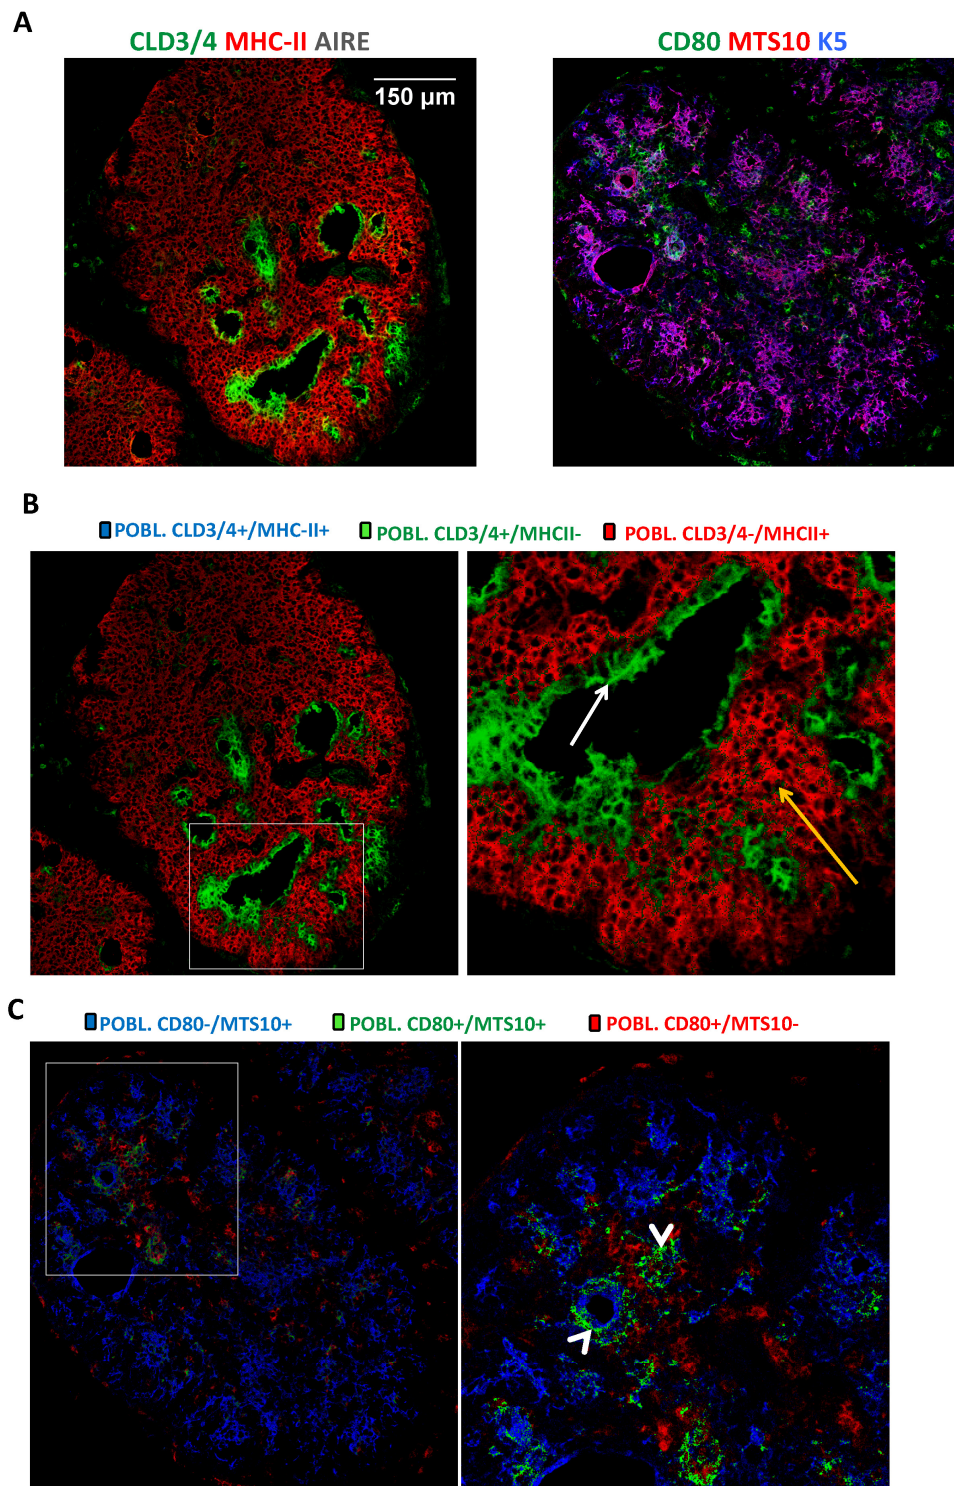 A
CLD3/4 MHC-II AIRE
CD80 MTS10 K5
150 µm
B
POBL. CLD3/4+/MHC-II+
POBL. CLD3/4+/MHCII-
POBL. CLD3/4-/MHCII+
C
POBL. CD80-/MTS10+
POBL. CD80+/MTS10+
POBL. CD80+/MTS10-